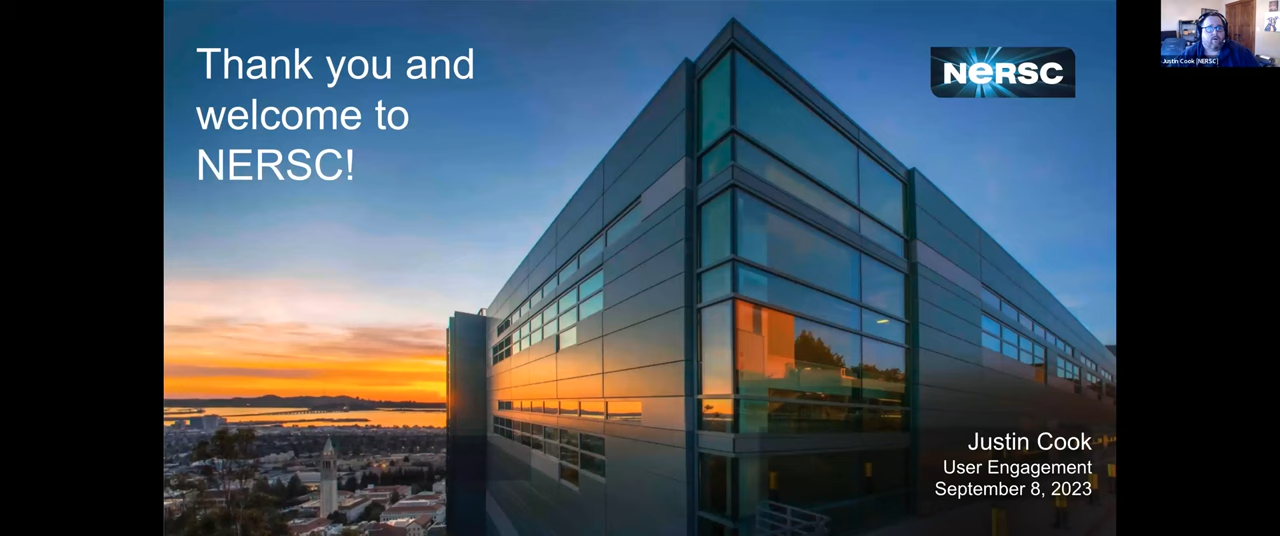 Thank you and
welcome to
NERSC!
NERSC
Justin Cook [NERSC]
Justin Cook
User Engagement
September 8, 2023